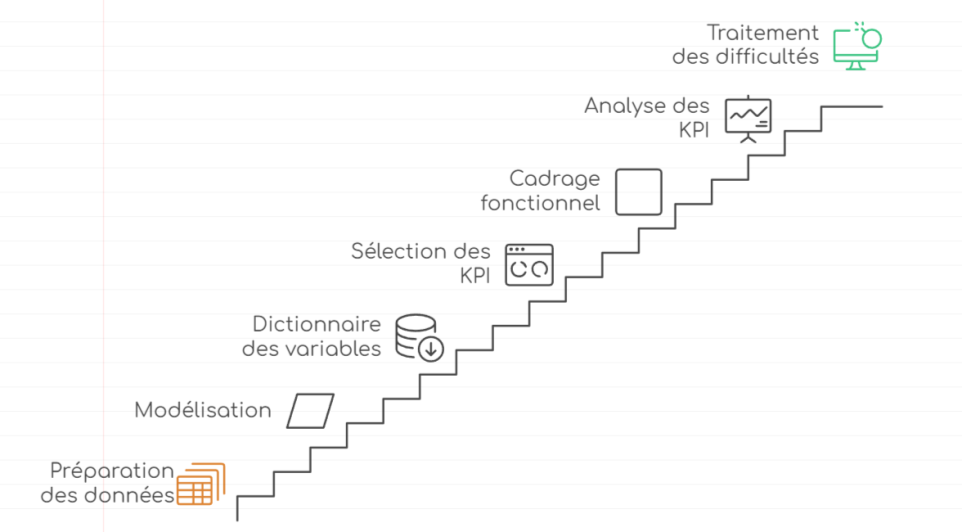 Traitement
des difficultés
Analyse des
KPI
Cadrage
fonctionnel
Sélection des
KPI
Dictionnaire
des variables
Modélisation
Préparation
des données